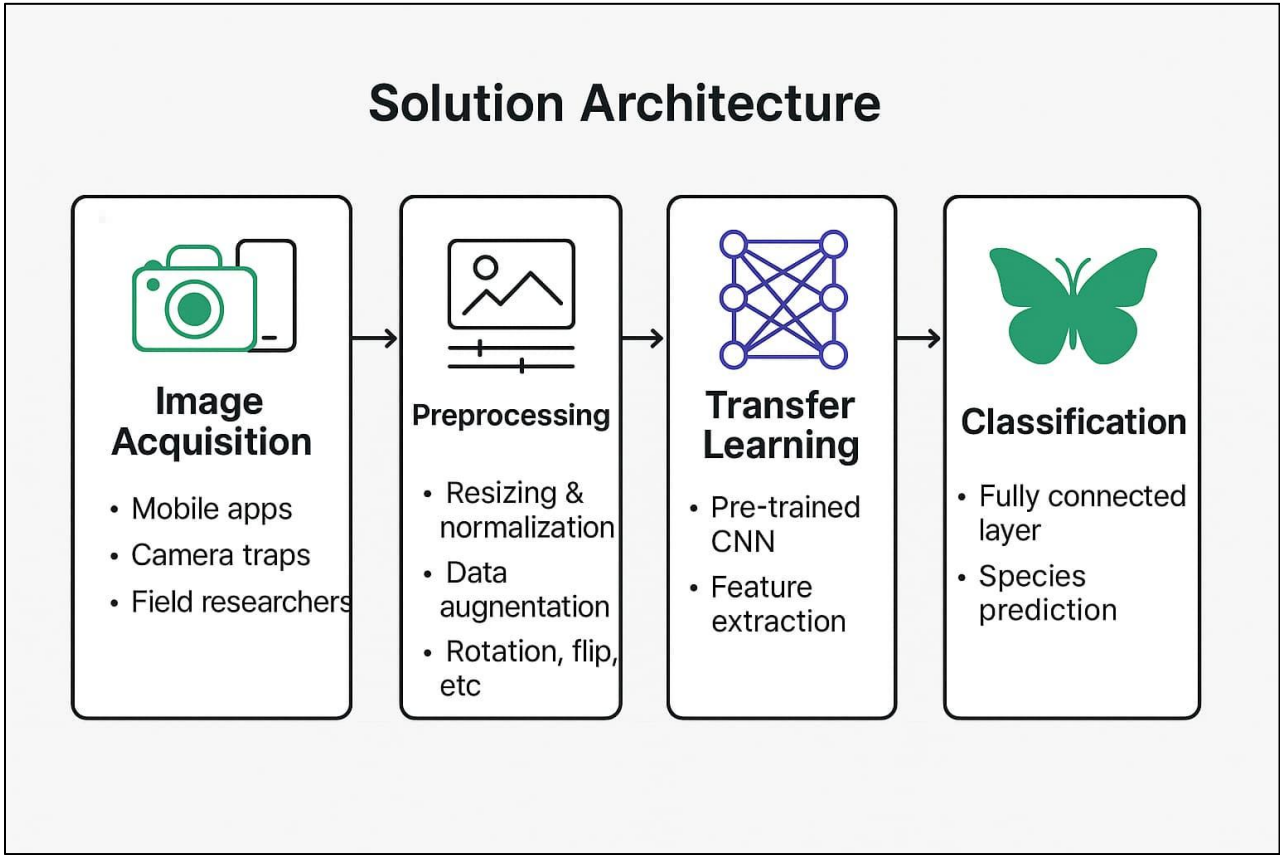 Solution Architecture
Image
Acquisition
• Mobile apps
• Camera traps
• Field researchers
Preprocessing
• Resizing &
normalization
• Data
augnentation
• Rotation, flip,
etc
Transfer
Learning
• Pre-trained
CNN
• Feature
extraction
Classification
• Fully connected
layer
• Species
prediction